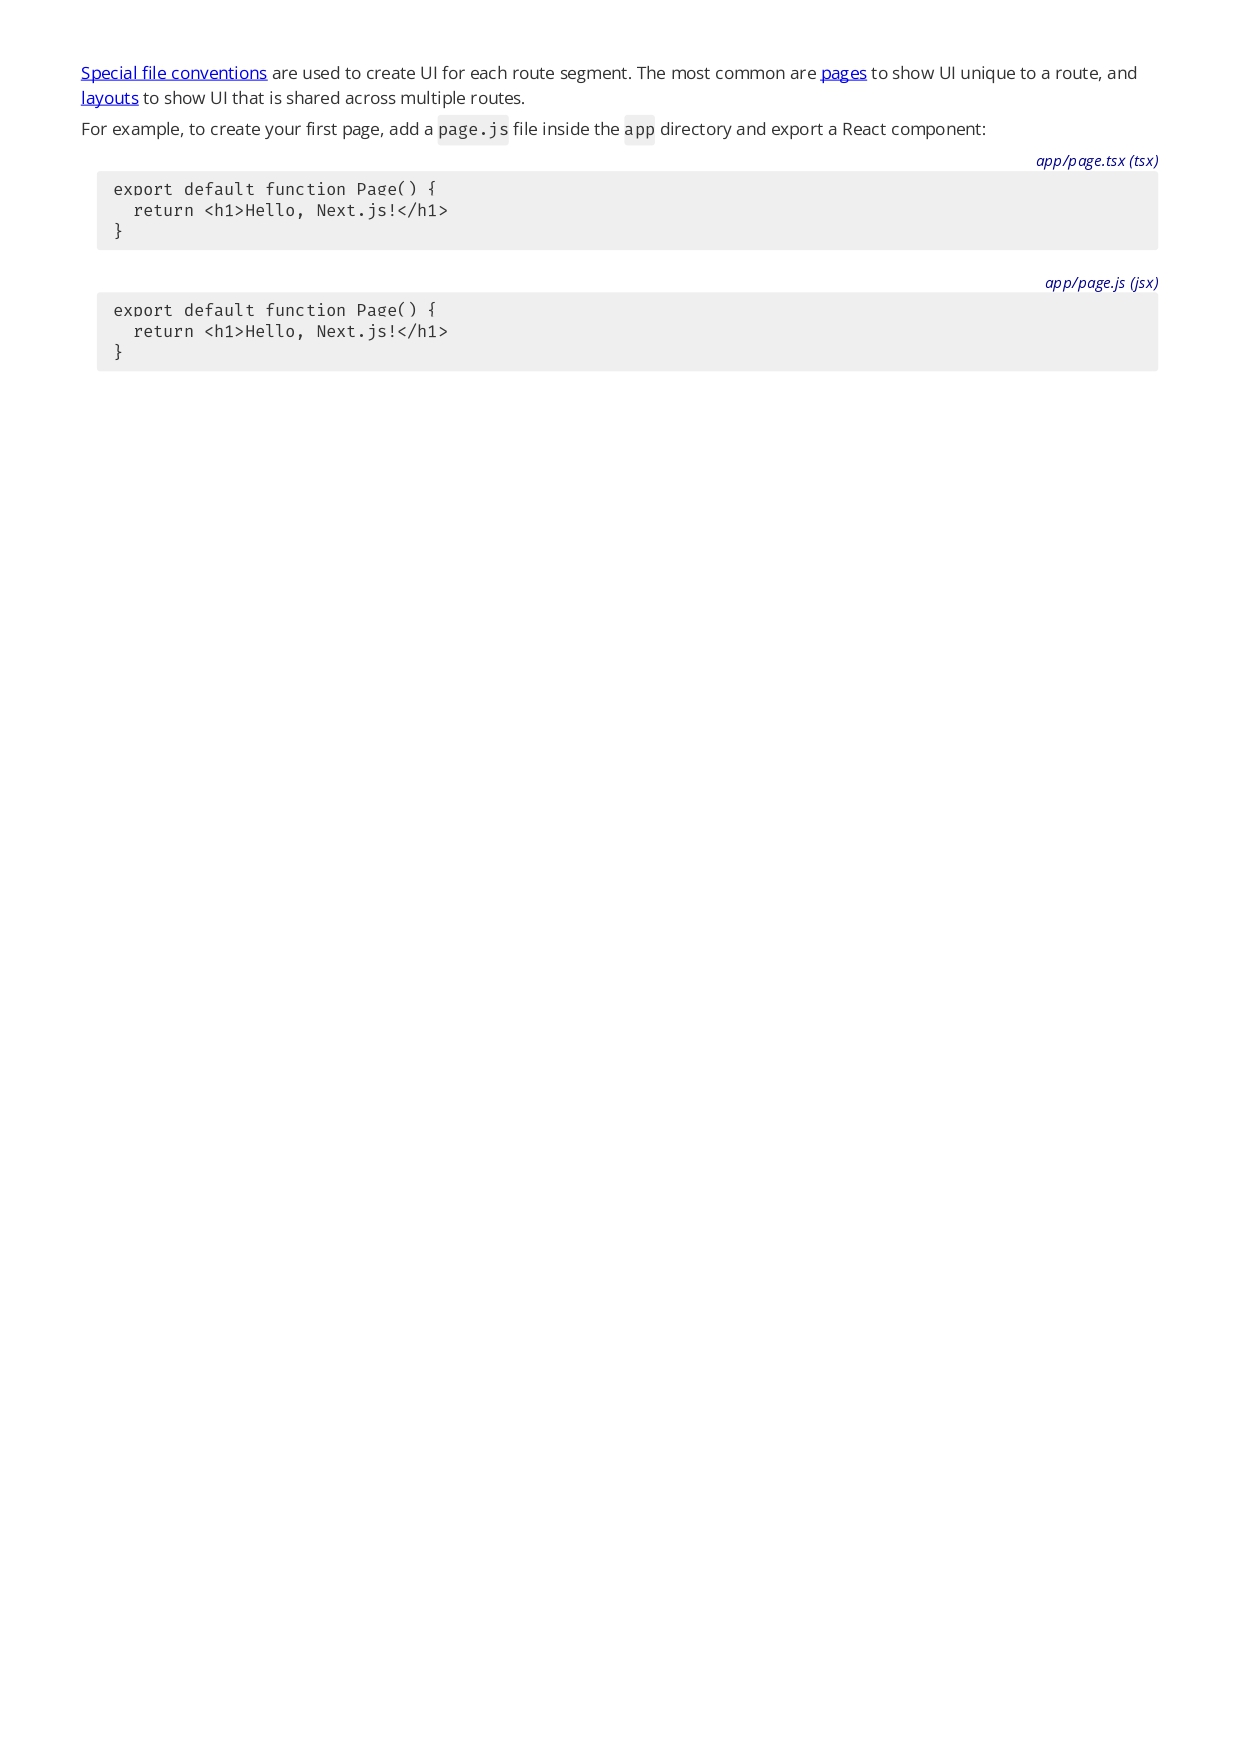 Special file conventions are used to create UI for each route segment. The most common are pages to show UI unique to a route, and
layouts to show UI that is shared across multiple routes.
For example, to create your first page, add a page.js file inside the app directory and export a React component:
app/page.tsx (tsx)
export default function Page() {
  return <h1>Hello, Next.js!</h1>
}
app/page.js (jsx)
export default function Page() {
  return <h1>Hello, Next.js!</h1>
}